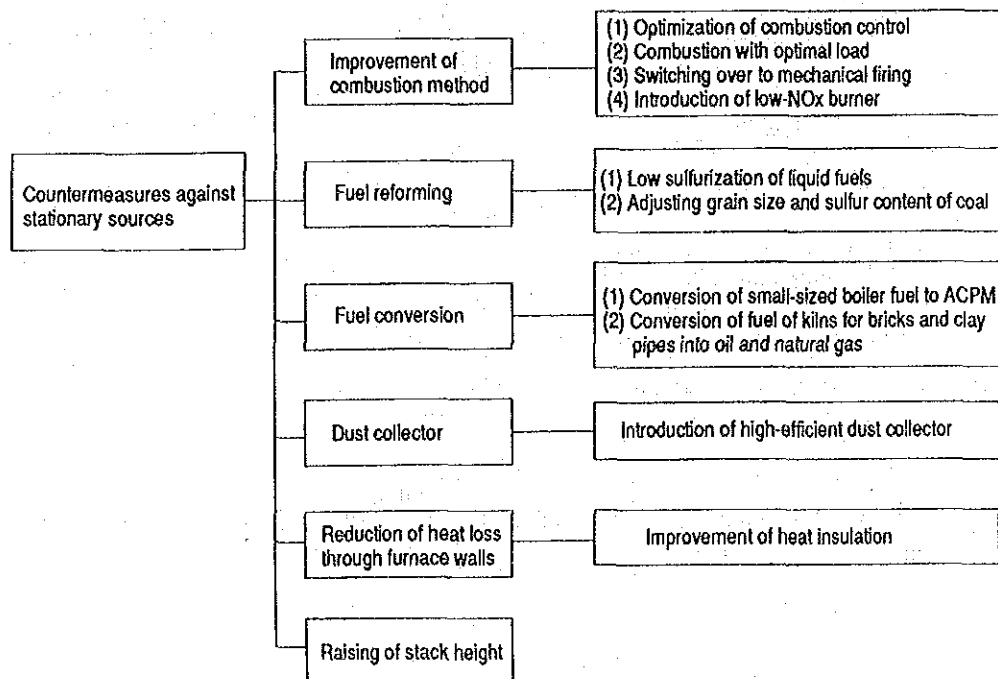 Countermeasures against
stationary sources
Improvement of
combustion method
(1) Optimization of combustion control
(2) Combustion with optimal load
(3) Switching over to mechanical firing
(4) Introduction of low-NOx burner
Fuel reforming
(1) Low sulfurization of liquid fuels
(2) Adjusting grain size and sulfur content of coal
Fuel conversion
(1) Conversion of small-sized boiler fuel to ACPM
(2) Conversion of fuel of kilns for bricks and clay
pipes into oil and natural gas
Dust collector
Introduction of high-efficient dust collector
Reduction of heat loss
through furnace walls
Improvement of heat insulation
Raising of stack height